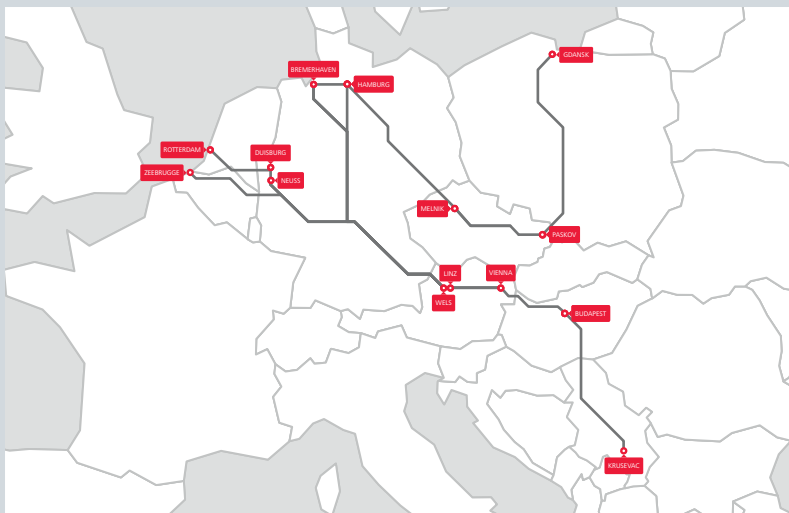 GDANSK
BREMERHAVEN
HAMBURG
ROTTERDAM
DUISBURG
ZEEBRUGGE
NEUSS
MELNIK
PASKOV
LINZ
VIENNA
WELS
BUDAPEST
KRUSEVAC